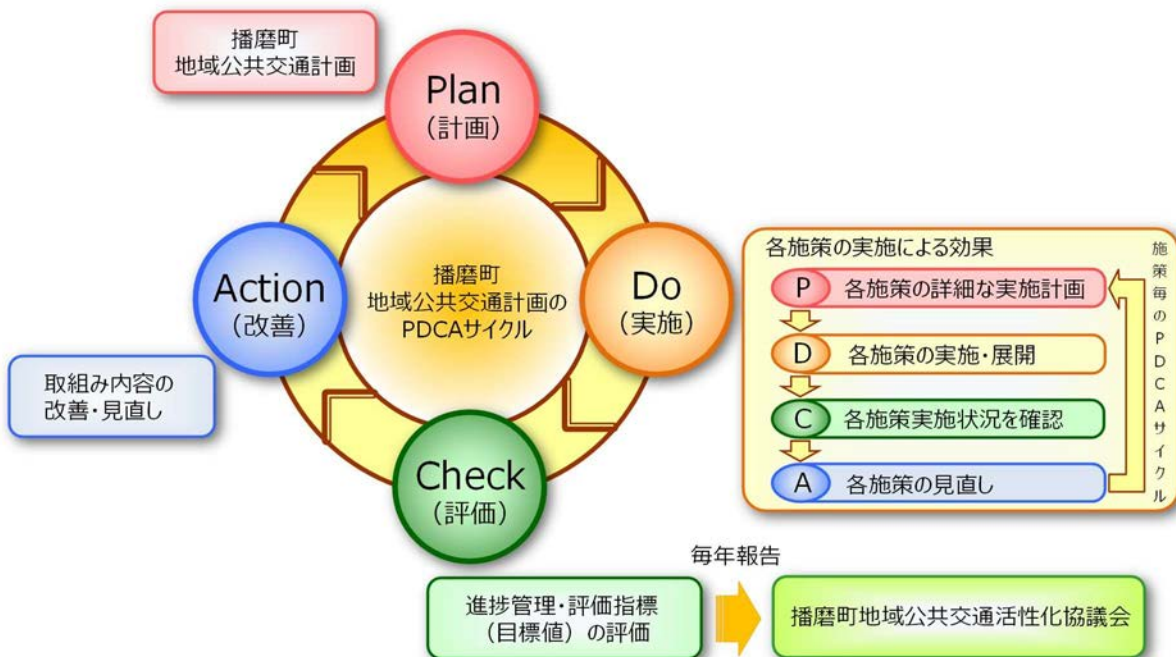 播磨町
地域公共交通計画
Plan
(計画)
Action
(改善)
播磨町
地域公共交通計画の
PDCAサイクル
Do
(実施)
取組み内容の
改善・見直し
Check
(評価)
各施策の実施による効果
P 各施策の詳細な実施計画
D 各施策の実施・展開
C 各施策実施状況を確認
A 各施策の見直し
施策毎のPDCAサイクル
進捗管理・評価指標
(目標値)の評価
毎年報告
播磨町地域公共交通活性化協議会